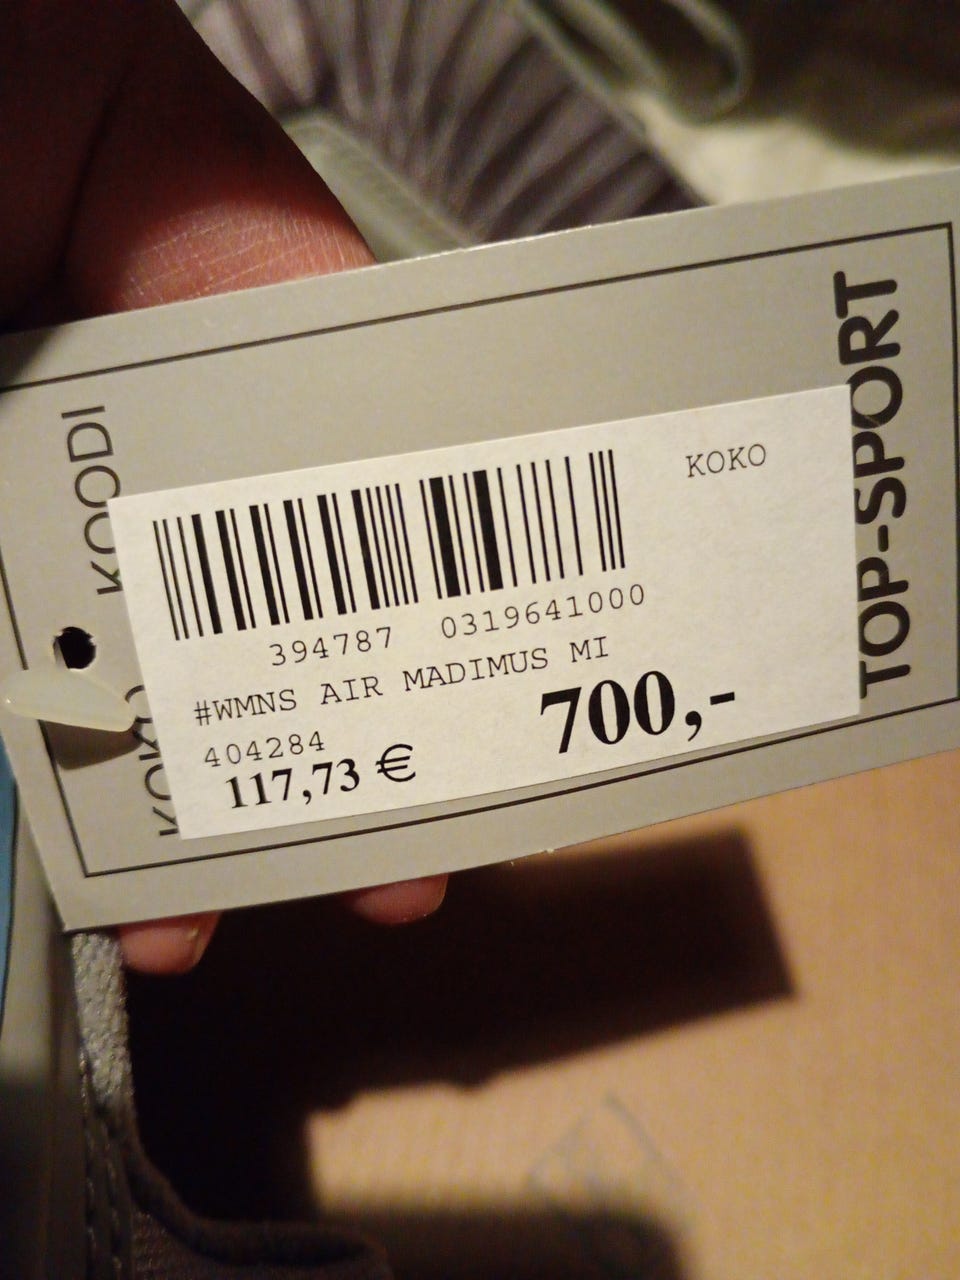 KOODI
KOKO
TOP-SPORT
KOKO
394787 0319641000
#WMNS AIR MADIMUS MI
404284
700,-
117,73 €